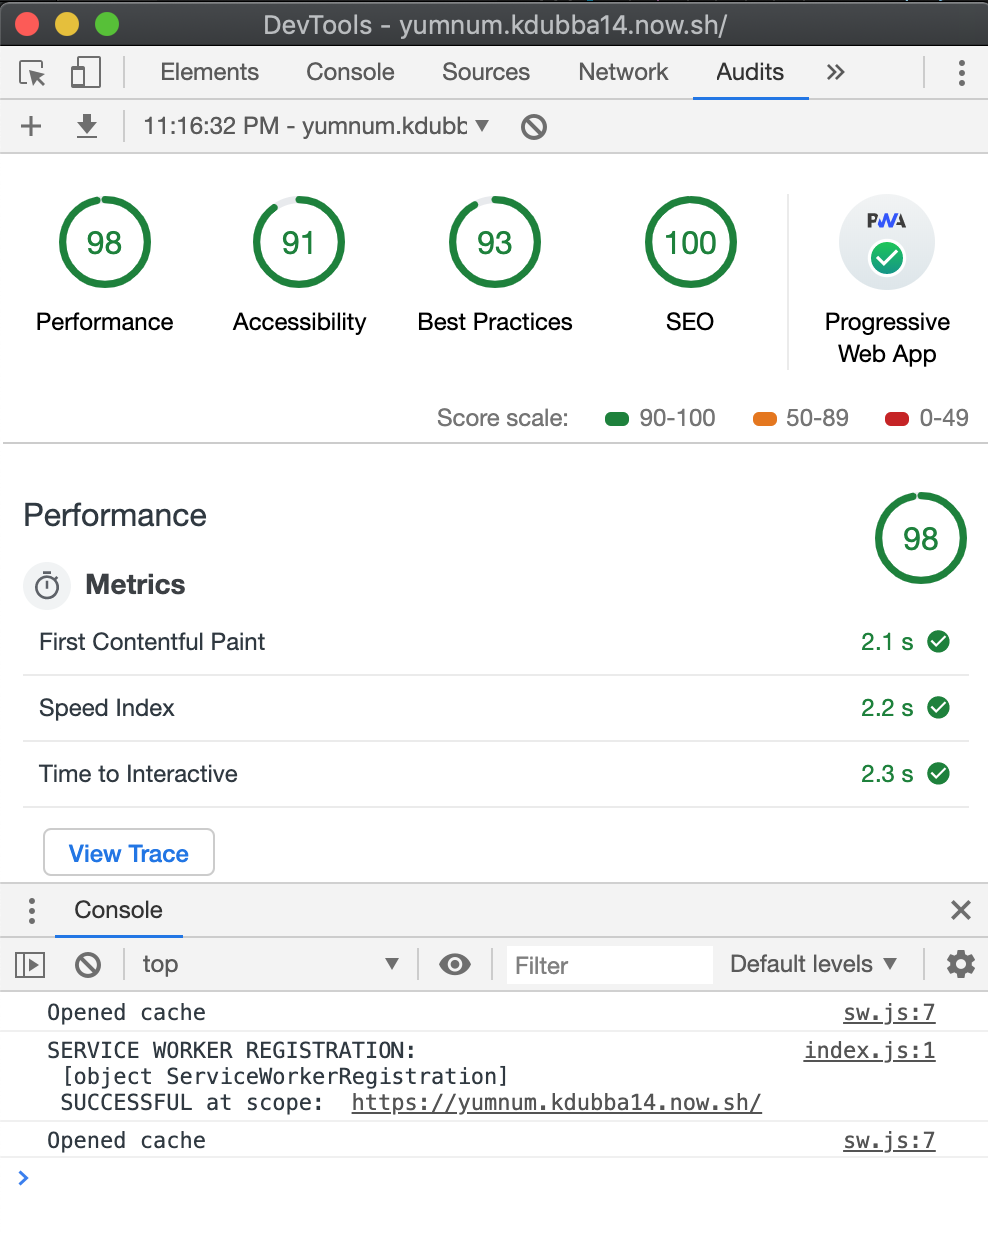 DevTools - yumnum.kdubba14.now.sh/
Elements Console Sources Network Audits »
11:16:32 PM - yumnum.kdubb ▼
98 91 93 100 PWA
Performance Accessibility Best Practices SEO Progressive
Web App
Score scale: 90-100 50-89 0-49
Performance 98
Metrics
First Contentful Paint 2.1 s
Speed Index 2.2 s
Time to Interactive 2.3 s
View Trace
Console
top ▼ Filter Default levels ▼
Opened cache sw.js:7
SERVICE WORKER REGISTRATION: index.js:1
[object ServiceWorkerRegistration]
SUCCESSFUL at scope: https://yumnum.kdubba14.now.sh/
Opened cache sw.js:7